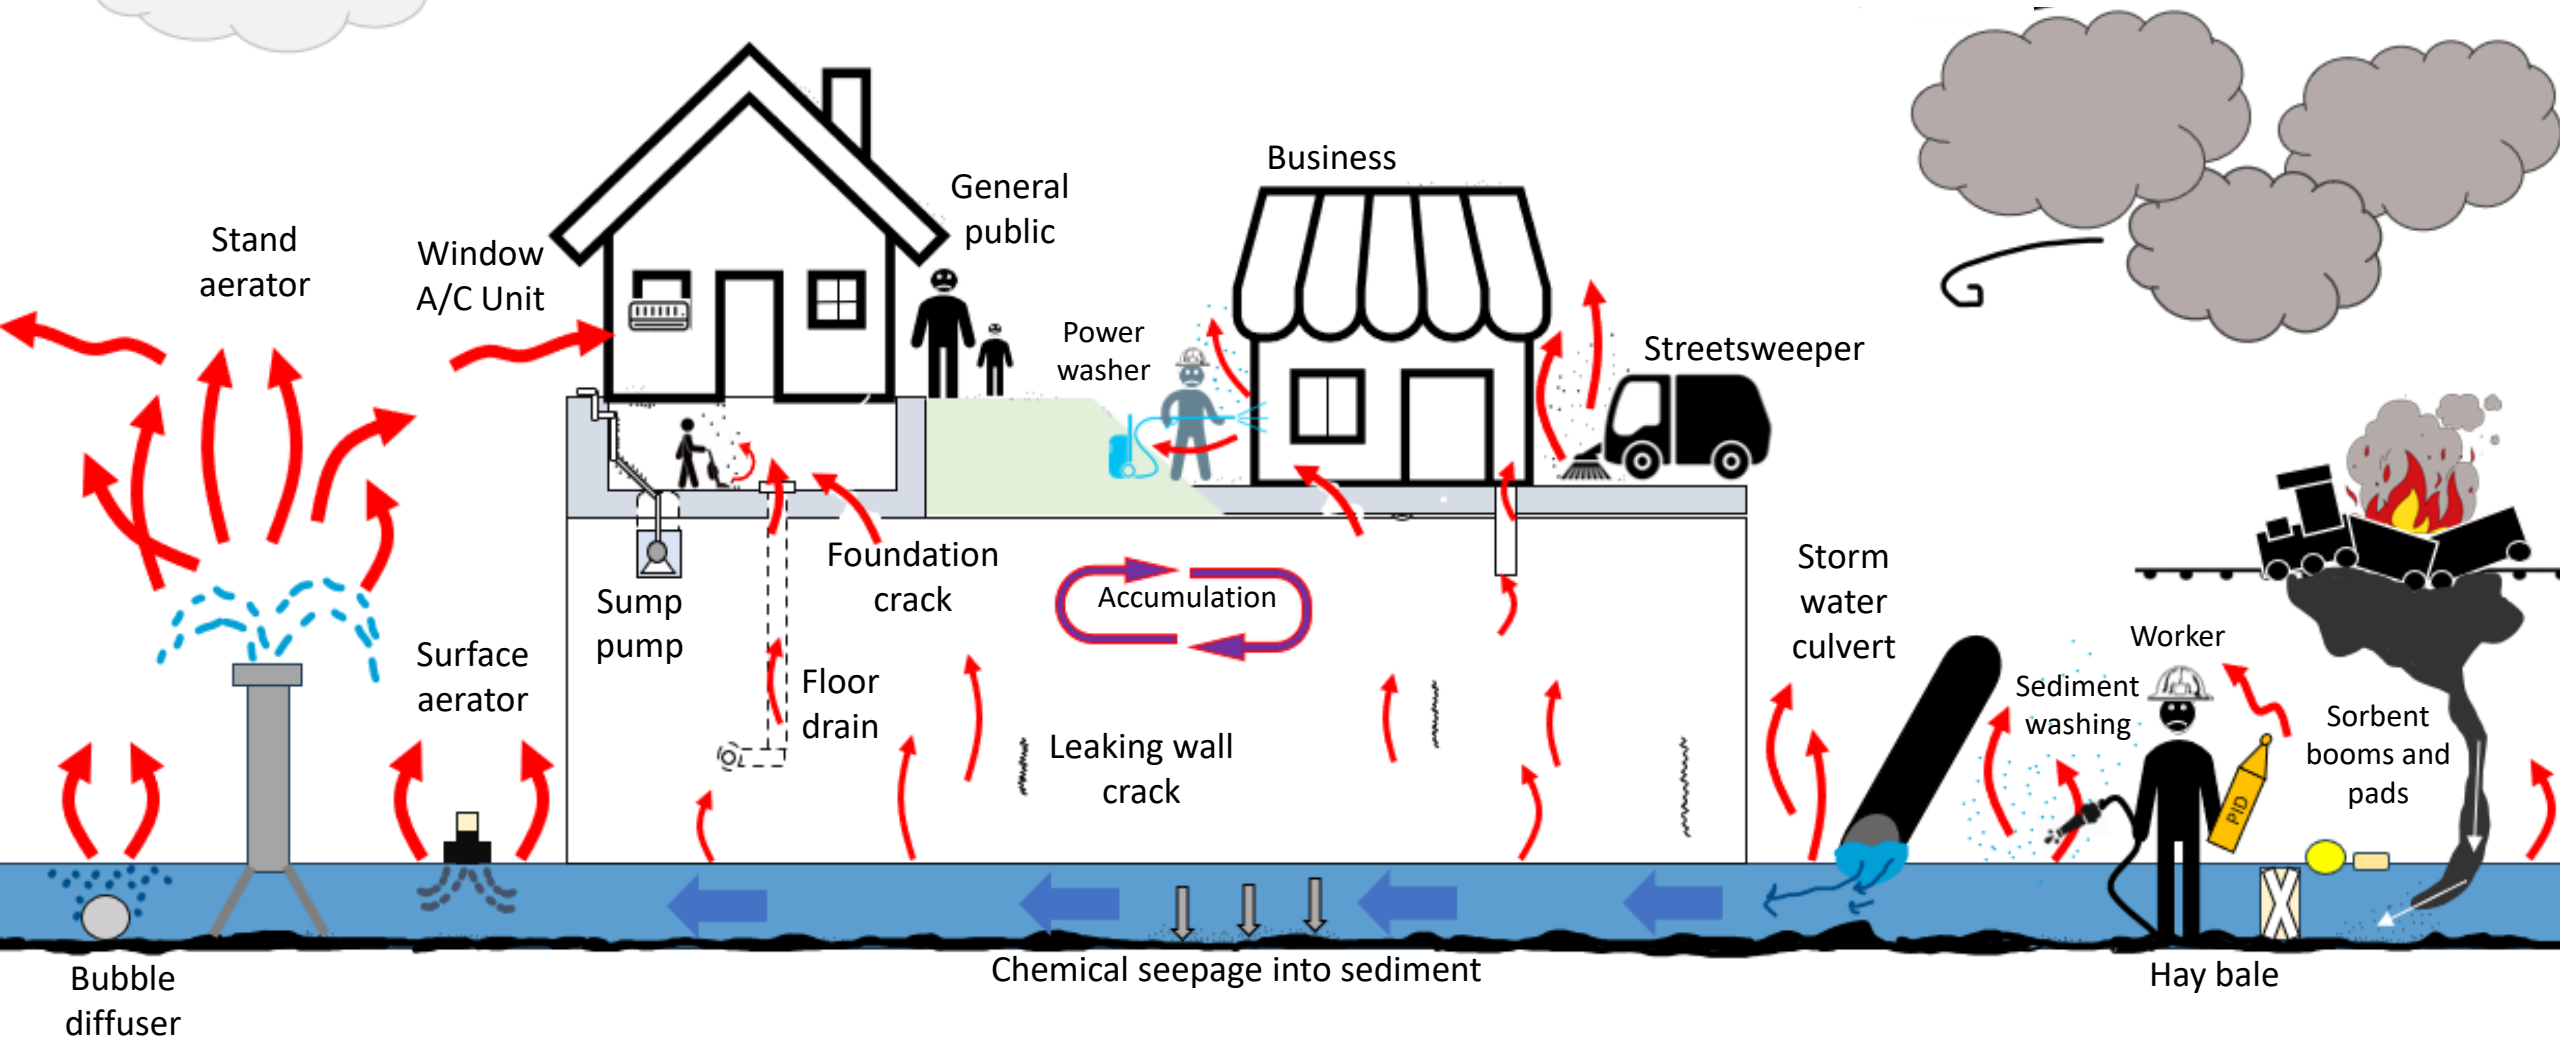 Business
General
public
Stand
aerator
Window
A/C Unit
Power
washer
Streetsweeper
Foundation
crack
Accumulation
Storm
water
culvert
Sump
pump
Worker
Surface
aerator
Floor
drain
Sediment
washing
Sorbent
booms and
pads
Leaking wall
crack
PID
Chemical seepage into sediment
Bubble
diffuser
Hay bale